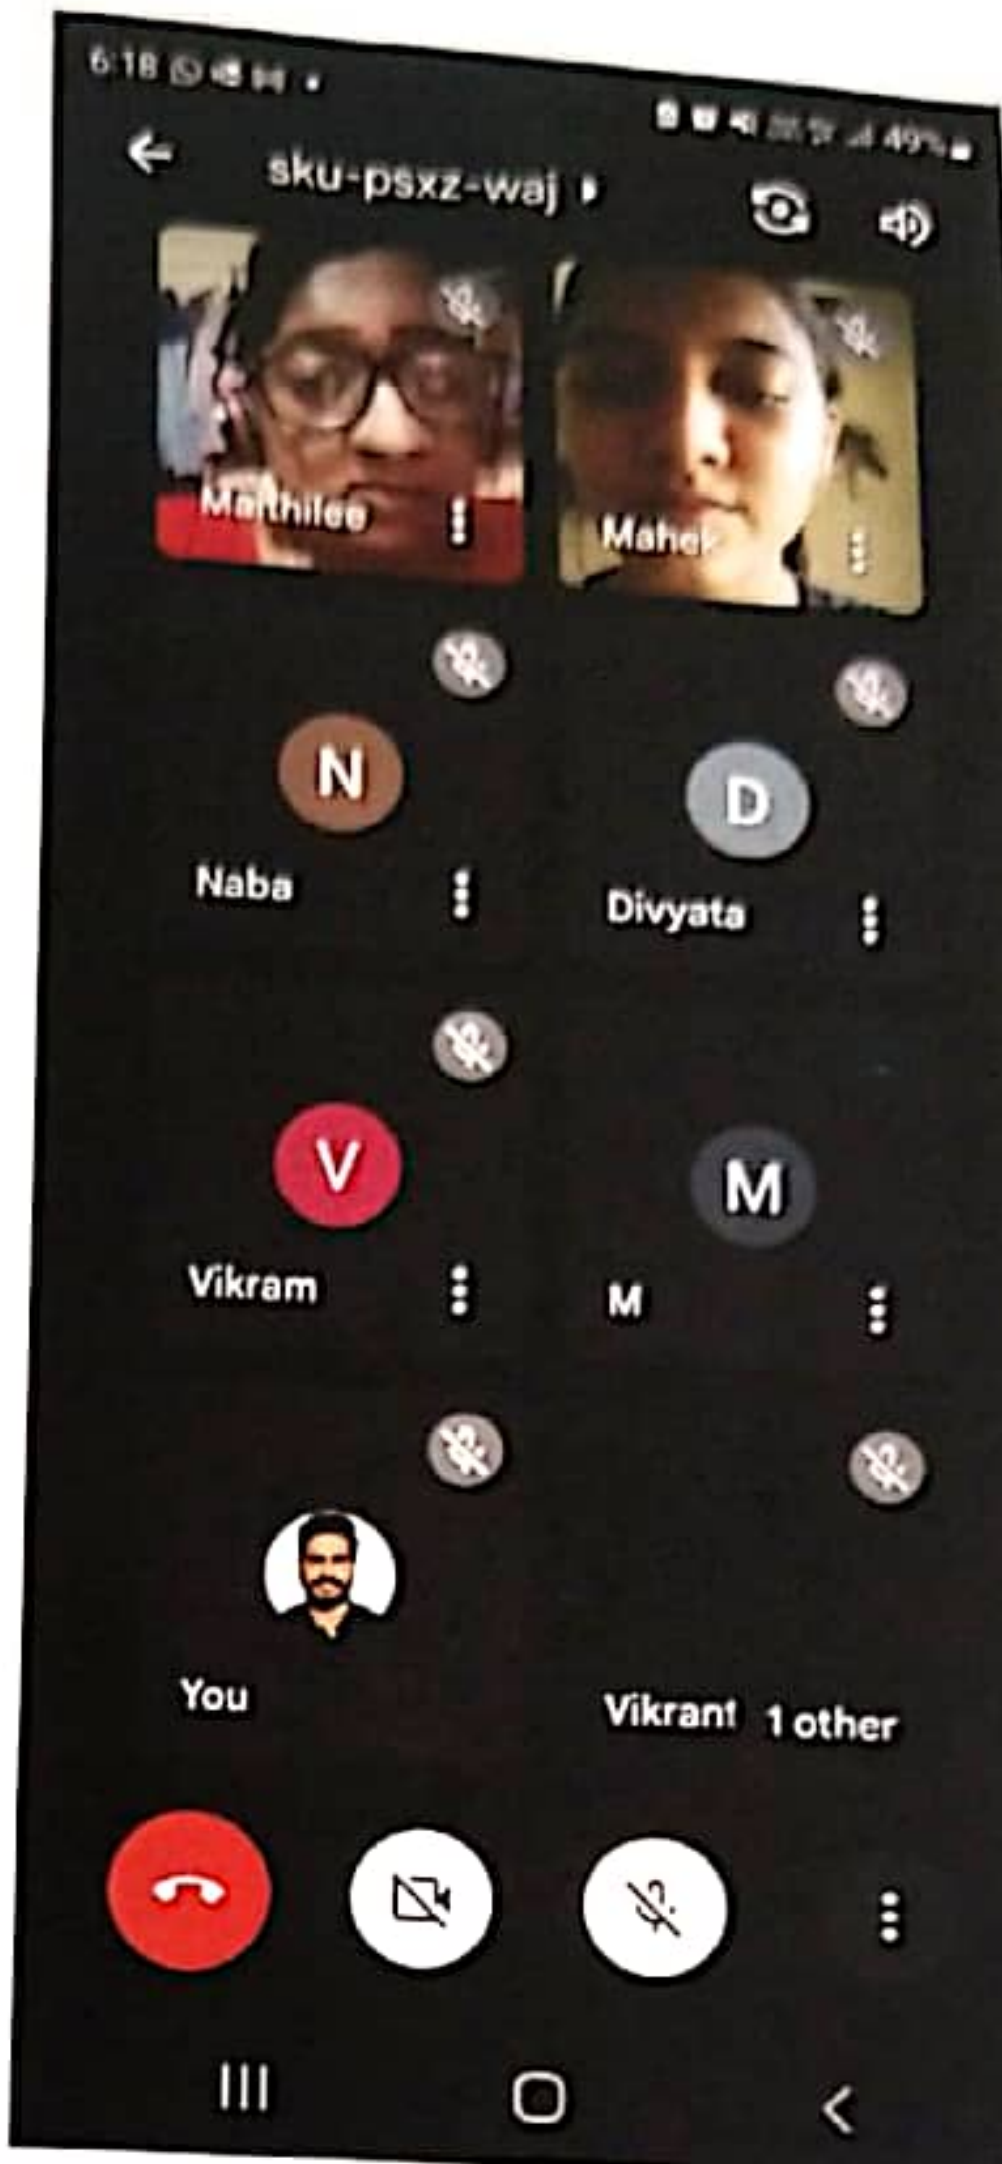 6:18 49%
sku-psxz-waj
Maithilee Mahek
N D
Naba Divyata
V M
Vikram M
You Vikrant 1 other